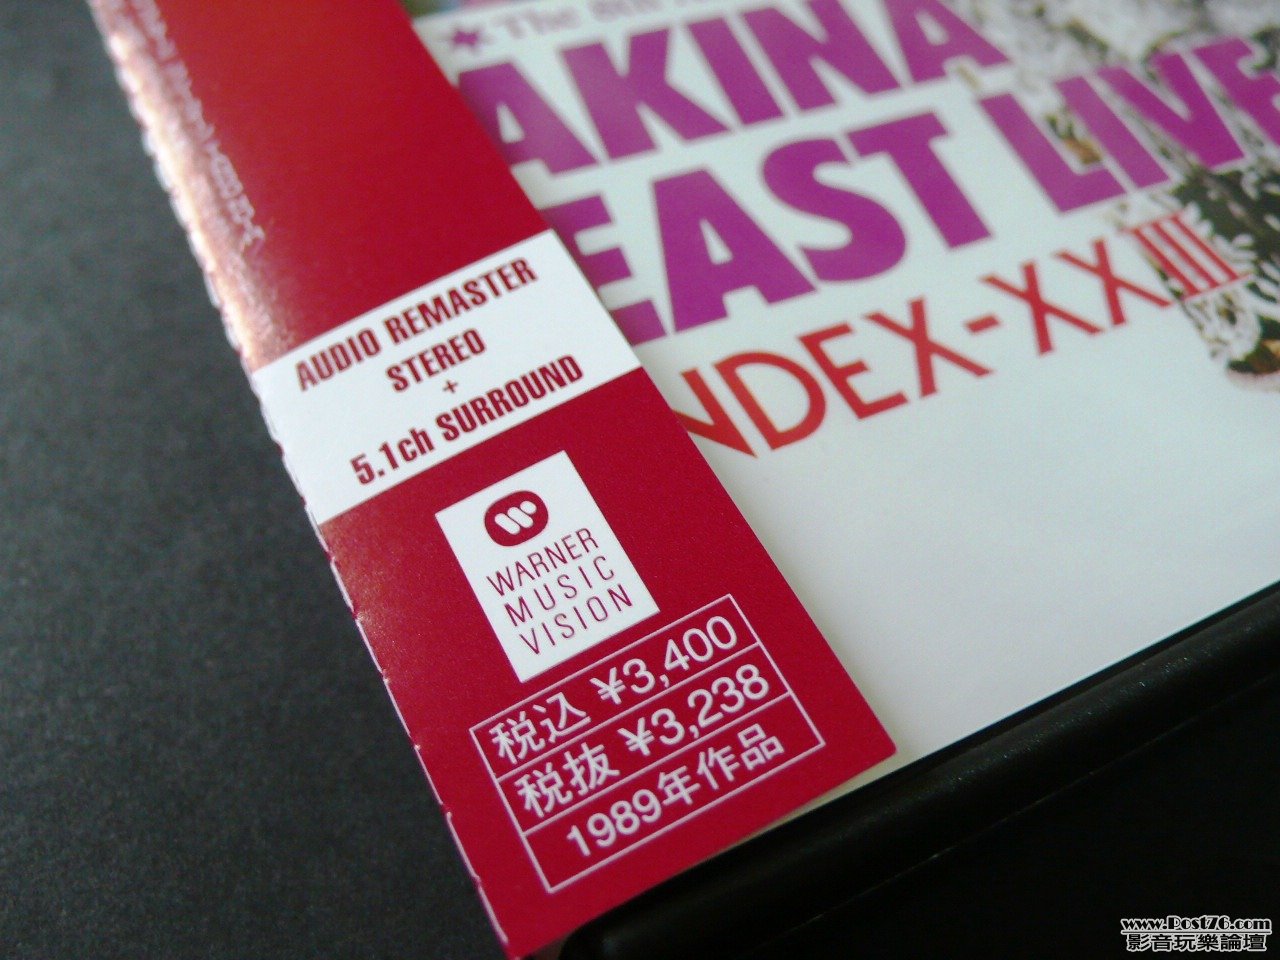 The
AKINA
EAST LIVE
NDEX-XXIII
AUDIO REMASTER
STEREO
+
5.1ch SURROUND
WARNER
MUSIC
VISION
税込 ¥3,400
税抜 ¥3,238
1989年作品
www.Post76.com
影音玩樂論壇